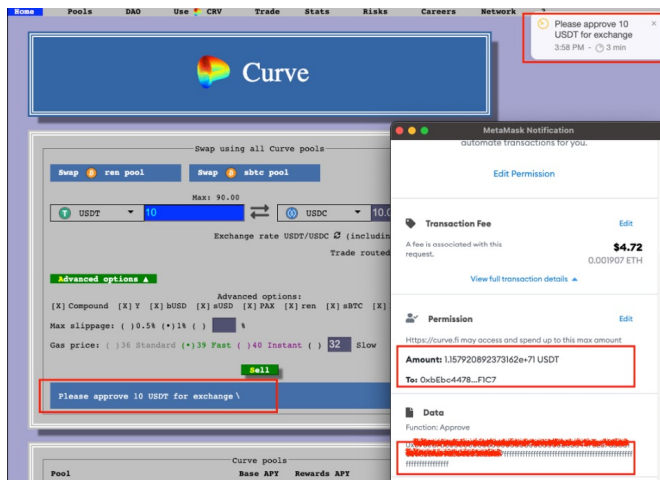 Home Pools DAO Use CRV Trade Stats Risks Careers Network
Please approve 10
USDT for exchange
3:58 PM - 3 min
Curve
MetaMask Notification
automate transactions for you.
Edit Permission
Swap using all Curve pools
Swap ren pool Swap sbtc pool
Max: 90.00
USDT 10 USDC 10.0
Exchange rate USDT/USDC (includin
Trade routed
Advanced options ▲
Advanced options:
[X] Compound [X] Y [X] bUSD [X] sUSD [X] PAX [X] ren [X] sBTC [X]
Max slippage: ( )0.5% (•)1% ( ) %
Gas price: ( )36 Standard (•)39 Fast ( )40 Instant ( ) 32 Slow
Sell
Please approve 10 USDT for exchange \
Transaction Fee Edit
A fee is associated with this
request.
$4.72
0.001907 ETH
View full transaction details
Permission Edit
Https://curve.fi may access and spend up to this max amount
Amount: 1.157920892373162e+71 USDT
To: 0xbEbc4478...F1C7
Data
Function: Approve
Curve pools
Pool Base APY Rewards APY